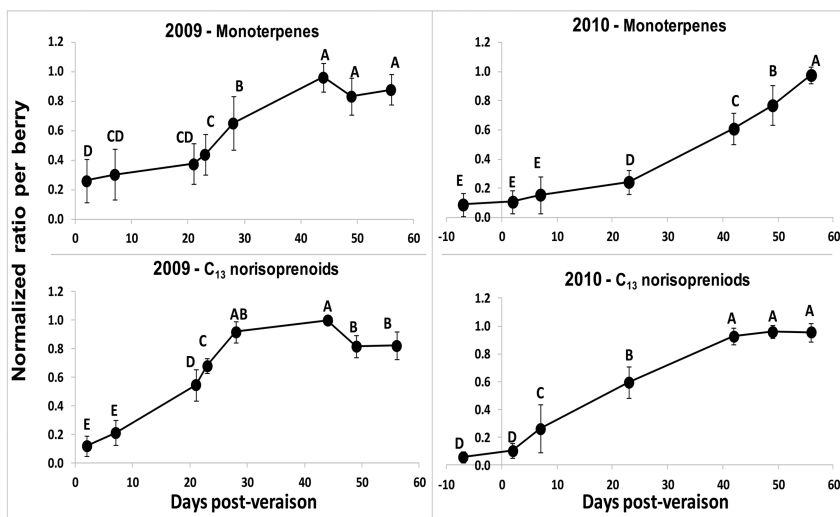 Normalized ratio per berry
2009 - Monoterpenes
1.2
1.0
0.8
0.6
0.4
0.2
0.0
D
CD
CD
C
B
A
A
A
0 10 20 30 40 50 60
2010 - Monoterpenes
1.2
1.0
0.8
0.6
0.4
0.2
0.0
E
E
E
D
C
B
A
-10 0 10 20 30 40 50 60
2009 - C13 norisoprenoids
1.2
1.0
0.8
0.6
0.4
0.2
0.0
E
E
D
C
AB
A
B
B
0 10 20 30 40 50 60
Days post-veraison
2010 - C13 norisopreniods
1.2
1.0
0.8
0.6
0.4
0.2
0.0
D
D
C
B
A
A
A
-10 0 10 20 30 40 50 60
Days post-veraison